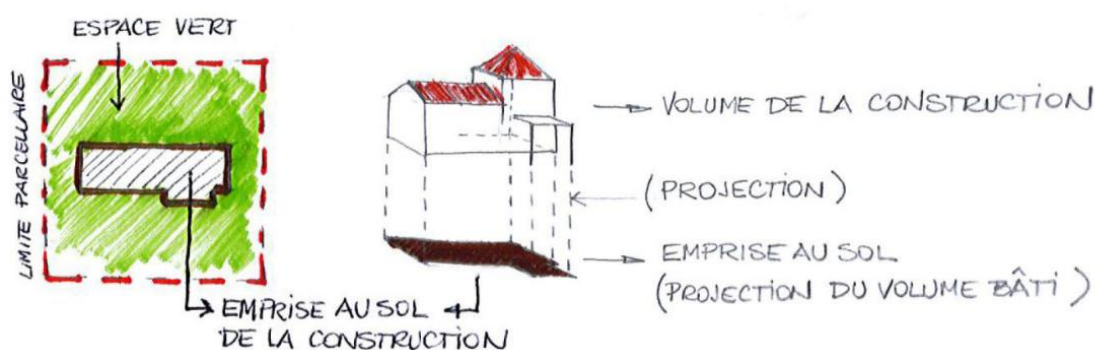 ESPACE VERT
LIMITE PARCELLAIRE
EMPRISE AU SOL
DE LA CONSTRUCTION
VOLUME DE LA CONSTRUCTION
(PROJECTION)
EMPRISE AU SOL
(PROJECTION DU VOLUME BÂTI)